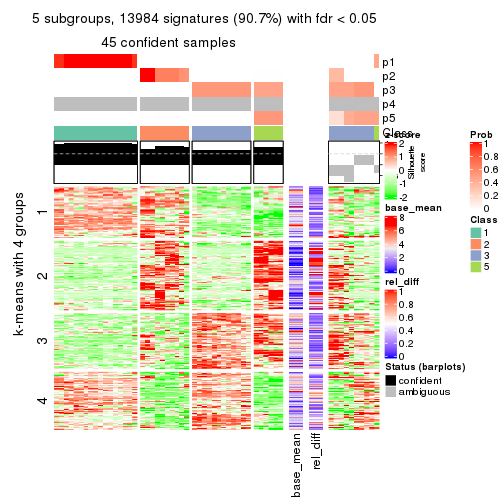 5 subgroups, 13984 signatures (90.7%) with fdr < 0.05
45 confident samples
p1
p2
p3
p4
p5
Class
z-score
2
1
0
-1
-2
Silhouette
score
base_mean
8
6
4
2
0
rel_diff
1
0.8
0.6
0.4
0.2
0
Status (barplots)
confident
ambiguous
Prob
1
0.8
0.6
0.4
0.2
0
Class
1
2
3
5
k-means with 4 groups
1
2
3
4
base_mean
rel_diff